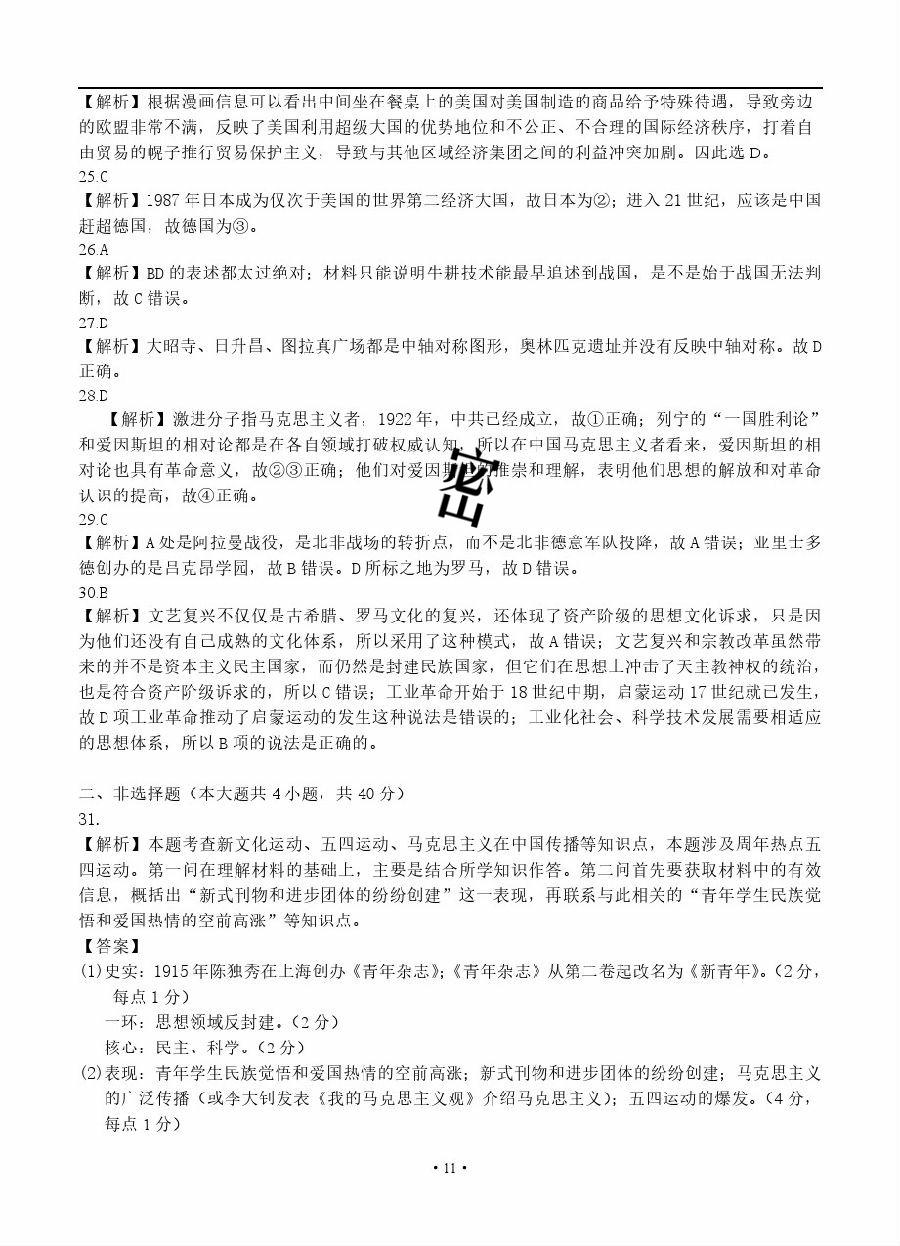 【解析】根据漫画信息可以看出中间坐在餐桌上的美国对美国制造的商品给予特殊待遇，导致旁边
的欧盟非常不满，反映了美国利用超级大国的优势地位和不公正、不合理的国际经济秩序，打着自
由贸易的幌子推行贸易保护主义，导致与其他区域经济集团之间的利益冲突加剧。因此选 D。
25.C
【解析】1987 年日本成为仅次于美国的世界第二经济大国，故日本为②；进入 21 世纪，应该是中国
赶超德国，故德国为③。
26.A
【解析】BD 的表述都太过绝对；材料只能说明牛耕技术能最早追述到战国，是不是始于战国无法判
断，故 C 错误。
27.D
【解析】大昭寺、日升昌、图拉真广场都是中轴对称图形，奥林匹克遗址并没有反映中轴对称。故 D
正确。
28.D
【解析】激进分子指马克思主义者，1922 年，中共已经成立，故①正确；列宁的“一国胜利论”
和爱因斯坦的相对论都是在各自领域打破权威认知，所以在中国马克思主义者看来，爱因斯坦的相
对论也具有革命意义，故②③正确；他们对爱因斯坦的推崇和理解，表明他们思想的解放和对革命
认识的提高，故④正确。
密
29.C
【解析】A 处是阿拉曼战役，是北非战场的转折点，而不是北非德意军队投降，故 A 错误；亚里士多
德创办的是吕克昂学园，故 B 错误。D 所标之地为罗马，故 D 错误。
30.B
【解析】文艺复兴不仅仅是古希腊、罗马文化的复兴，还体现了资产阶级的思想文化诉求，只是因
为他们还没有自己成熟的文化体系，所以采用了这种模式，故 A 错误；文艺复兴和宗教改革虽然带
来的并不是资本主义民主国家，而仍然是封建民族国家，但它们在思想上冲击了天主教神权的统治，
也是符合资产阶级诉求的，所以 C 错误；工业革命开始于 18 世纪中期，启蒙运动 17 世纪就已发生，
故 D 项工业革命推动了启蒙运动的发生这种说法是错误的；工业化社会、科学技术发展需要相适应
的思想体系，所以 B 项的说法是正确的。
二、非选择题（本大题共 4 小题，共 40 分）
31.
【解析】本题考查新文化运动、五四运动、马克思主义在中国传播等知识点，本题涉及周年热点五
四运动。第一问在理解材料的基础上，主要是结合所学知识作答。第二问首先要获取材料中的有效
信息，概括出“新式刊物和进步团体的纷纷创建”这一表现，再联系与此相关的“青年学生民族觉
悟和爱国热情的空前高涨”等知识点。
【答案】
(1)史实：1915 年陈独秀在上海创办《青年杂志》；《青年杂志》从第二卷起改名为《新青年》。（2 分，
每点 1 分）
一环：思想领域反封建。（2 分）
核心：民主、科学。（2 分）
(2)表现：青年学生民族觉悟和爱国热情的空前高涨；新式刊物和进步团体的纷纷创建；马克思主义
的广泛传播（或李大钊发表《我的马克思主义观》介绍马克思主义）；五四运动的爆发。（4 分，
每点 1 分）
·11·